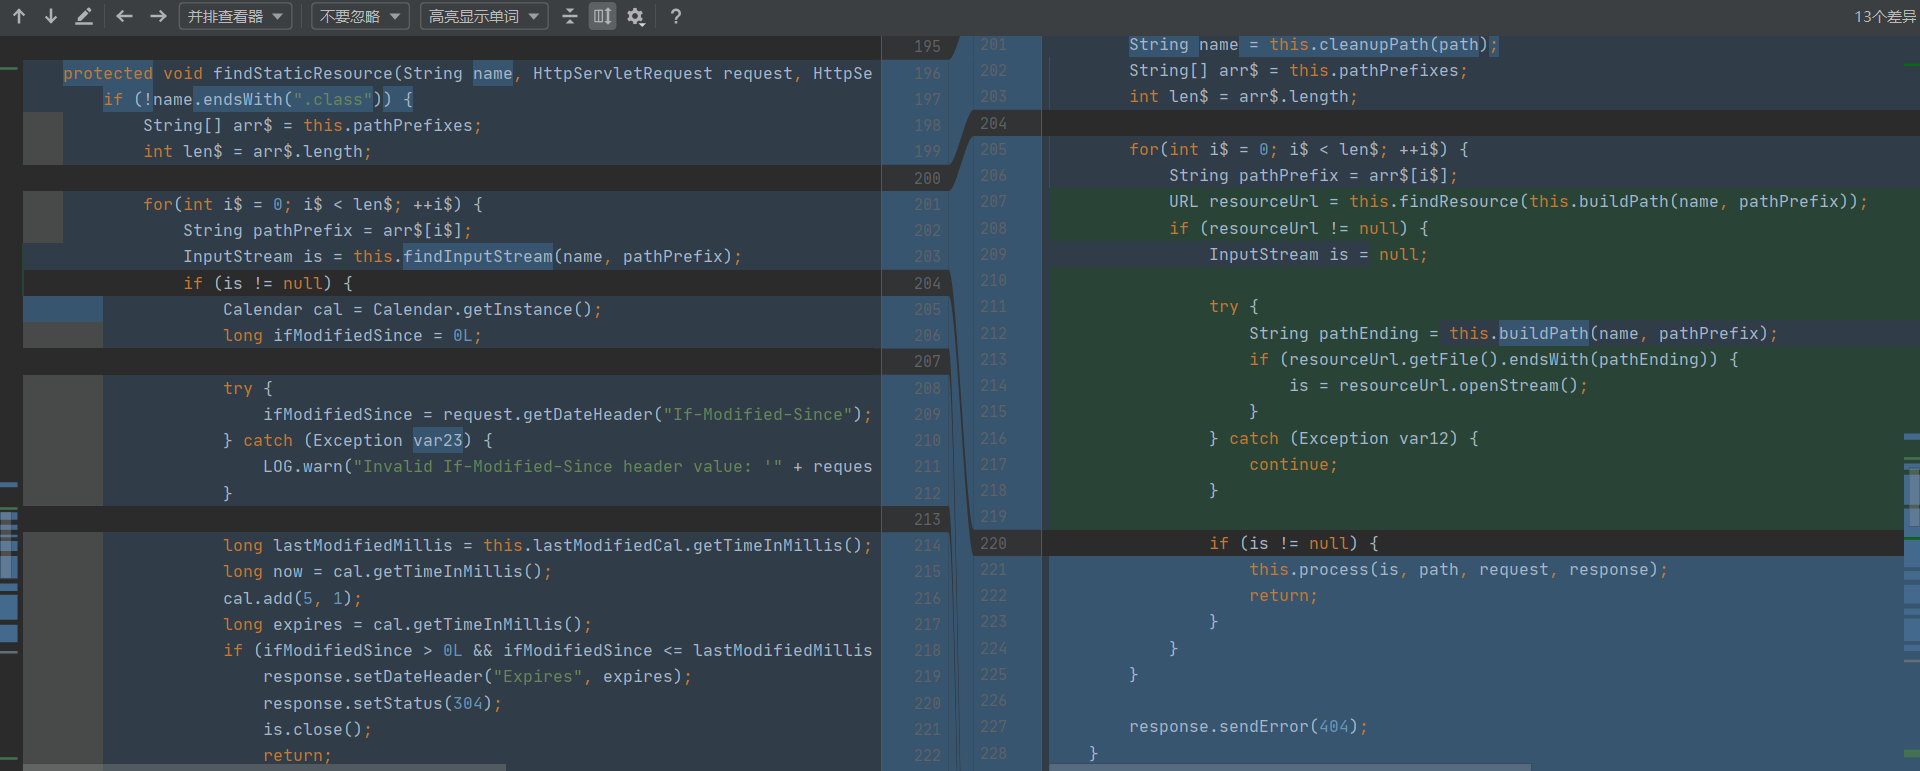 并排查看器 不要忽略 高亮显示单词 ? 13个差异
195
196 protected void findStaticResource(String name, HttpServletRequest request, HttpSe
197 if (!name.endsWith(".class")) {
198 String[] arr$ = this.pathPrefixes;
199 int len$ = arr$.length;
200
201 for(int i$ = 0; i$ < len$; ++i$) {
202 String pathPrefix = arr$[i$];
203 InputStream is = this.findInputStream(name, pathPrefix);
204 if (is != null) {
205 Calendar cal = Calendar.getInstance();
206 long ifModifiedSince = 0L;
207
208 try {
209 ifModifiedSince = request.getDateHeader("If-Modified-Since");
210 } catch (Exception var23) {
211 LOG.warn("Invalid If-Modified-Since header value: '" + reques
212 }
213
214 long lastModifiedMillis = this.lastModifiedCal.getTimeInMillis();
215 long now = cal.getTimeInMillis();
216 cal.add(5, 1);
217 long expires = cal.getTimeInMillis();
218 if (ifModifiedSince > 0L && ifModifiedSince <= lastModifiedMillis
219 response.setDateHeader("Expires", expires);
220 response.setStatus(304);
221 is.close();
222 return;
201 String name = this.cleanupPath(path);
202 String[] arr$ = this.pathPrefixes;
203 int len$ = arr$.length;
204
205 for(int i$ = 0; i$ < len$; ++i$) {
206 String pathPrefix = arr$[i$];
207 URL resourceUrl = this.findResource(this.buildPath(name, pathPrefix));
208 if (resourceUrl != null) {
209 InputStream is = null;
210
211 try {
212 String pathEnding = this.buildPath(name, pathPrefix);
213 if (resourceUrl.getFile().endsWith(pathEnding)) {
214 is = resourceUrl.openStream();
215 }
216 } catch (Exception var12) {
217 continue;
218 }
219
220 if (is != null) {
221 this.process(is, path, request, response);
222 return;
223 }
224 }
225 }
226
227 response.sendError(404);
228 }